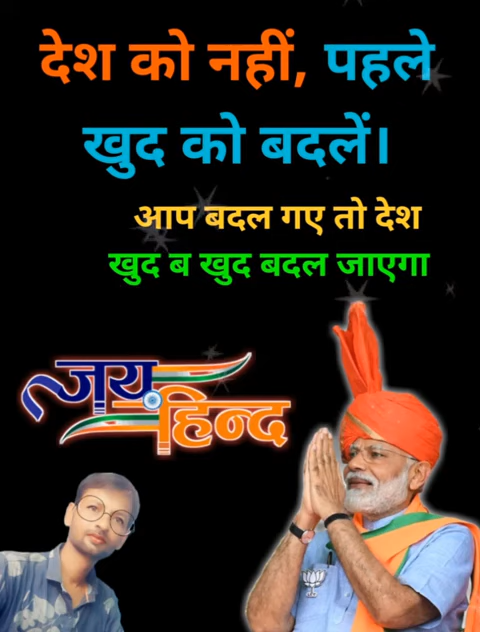 देश को नहीं, पहले
खुद को बदलें।
आप बदल गए तो देश
खुद ब खुद बदल जाएगा
जय
हिन्द